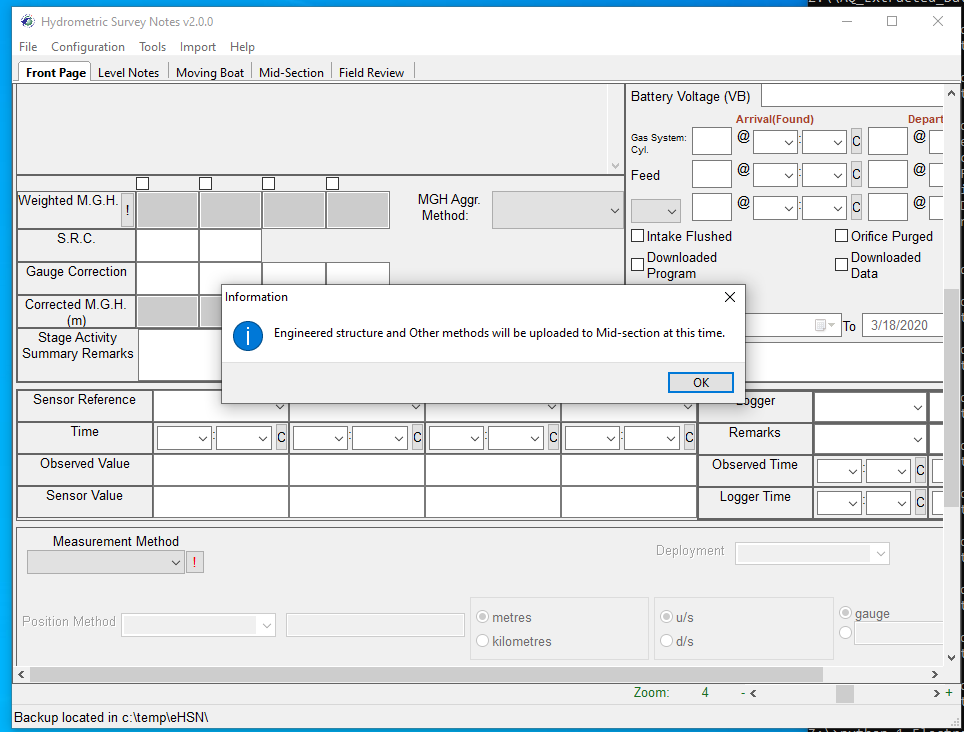 Hydrometric Survey Notes v2.0.0
File Configuration Tools Import Help
Front Page Level Notes Moving Boat Mid-Section Field Review
Battery Voltage (VB)
Arrival(Found) Depart
Gas System:
Cyl.
@ : C @
Feed @ : C @
@ : C @
Intake Flushed Orifice Purged
Downloaded
Program
Downloaded
Data
To 3/18/2020
Weighted M.G.H. !
MGH Aggr.
Method:
S.R.C.
Gauge Correction
Corrected M.G.H.
(m)
Stage Activity
Summary Remarks
Information
Engineered structure and Other methods will be uploaded to Mid-section at this time.
OK
Sensor Reference Logger
Time : C : C : C : C Remarks
Observed Value Observed Time : C
Sensor Value Logger Time : C
Measurement Method
!
Deployment
Position Method
metres
kilometres
u/s
d/s
gauge
Zoom: 4 - +
Backup located in c:\temp\eHSN\